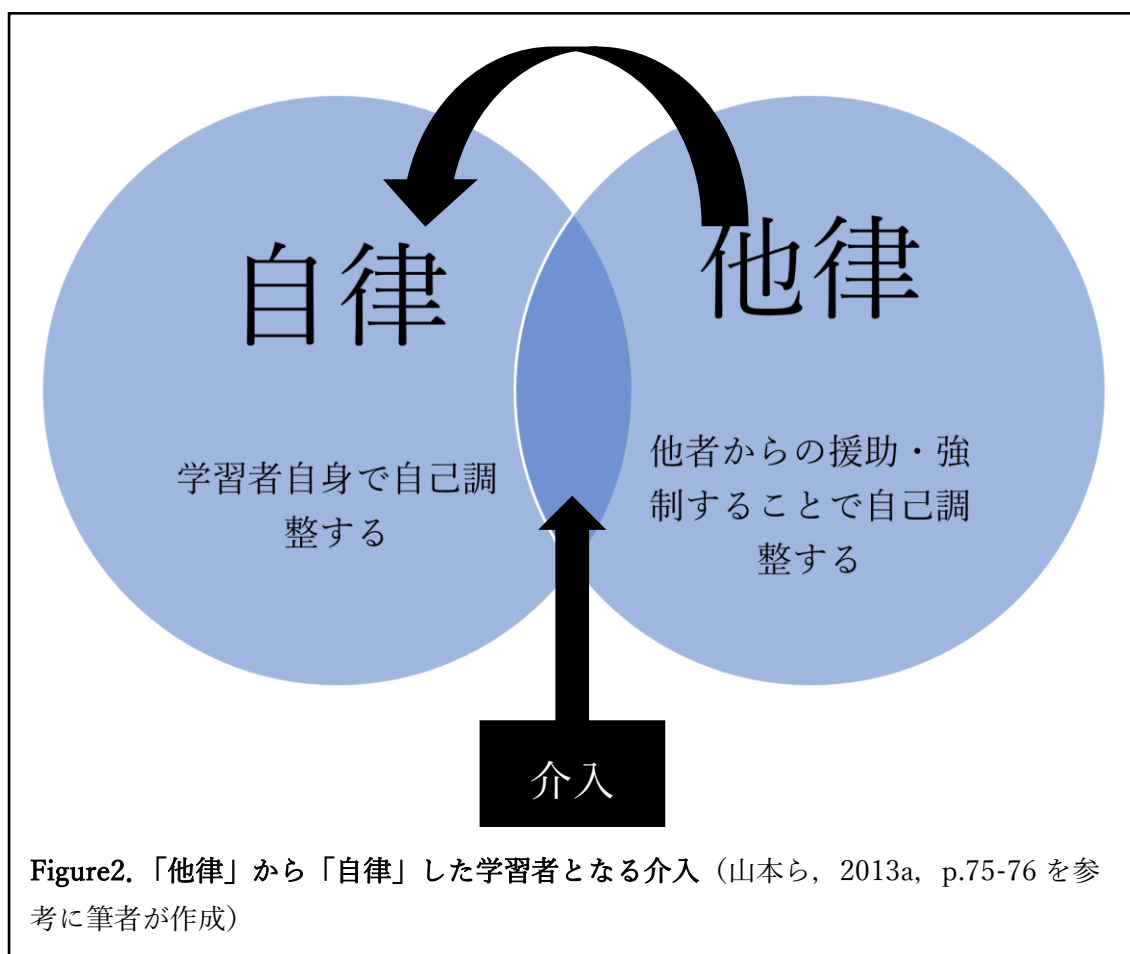 自律
学習者自身で自己調
整する
他律
他者からの援助・強
制することで自己調
整する
介入
Figure2.「他律」から「自律」した学習者となる介入（山本ら，2013a，p.75-76 を参
考に筆者が作成）